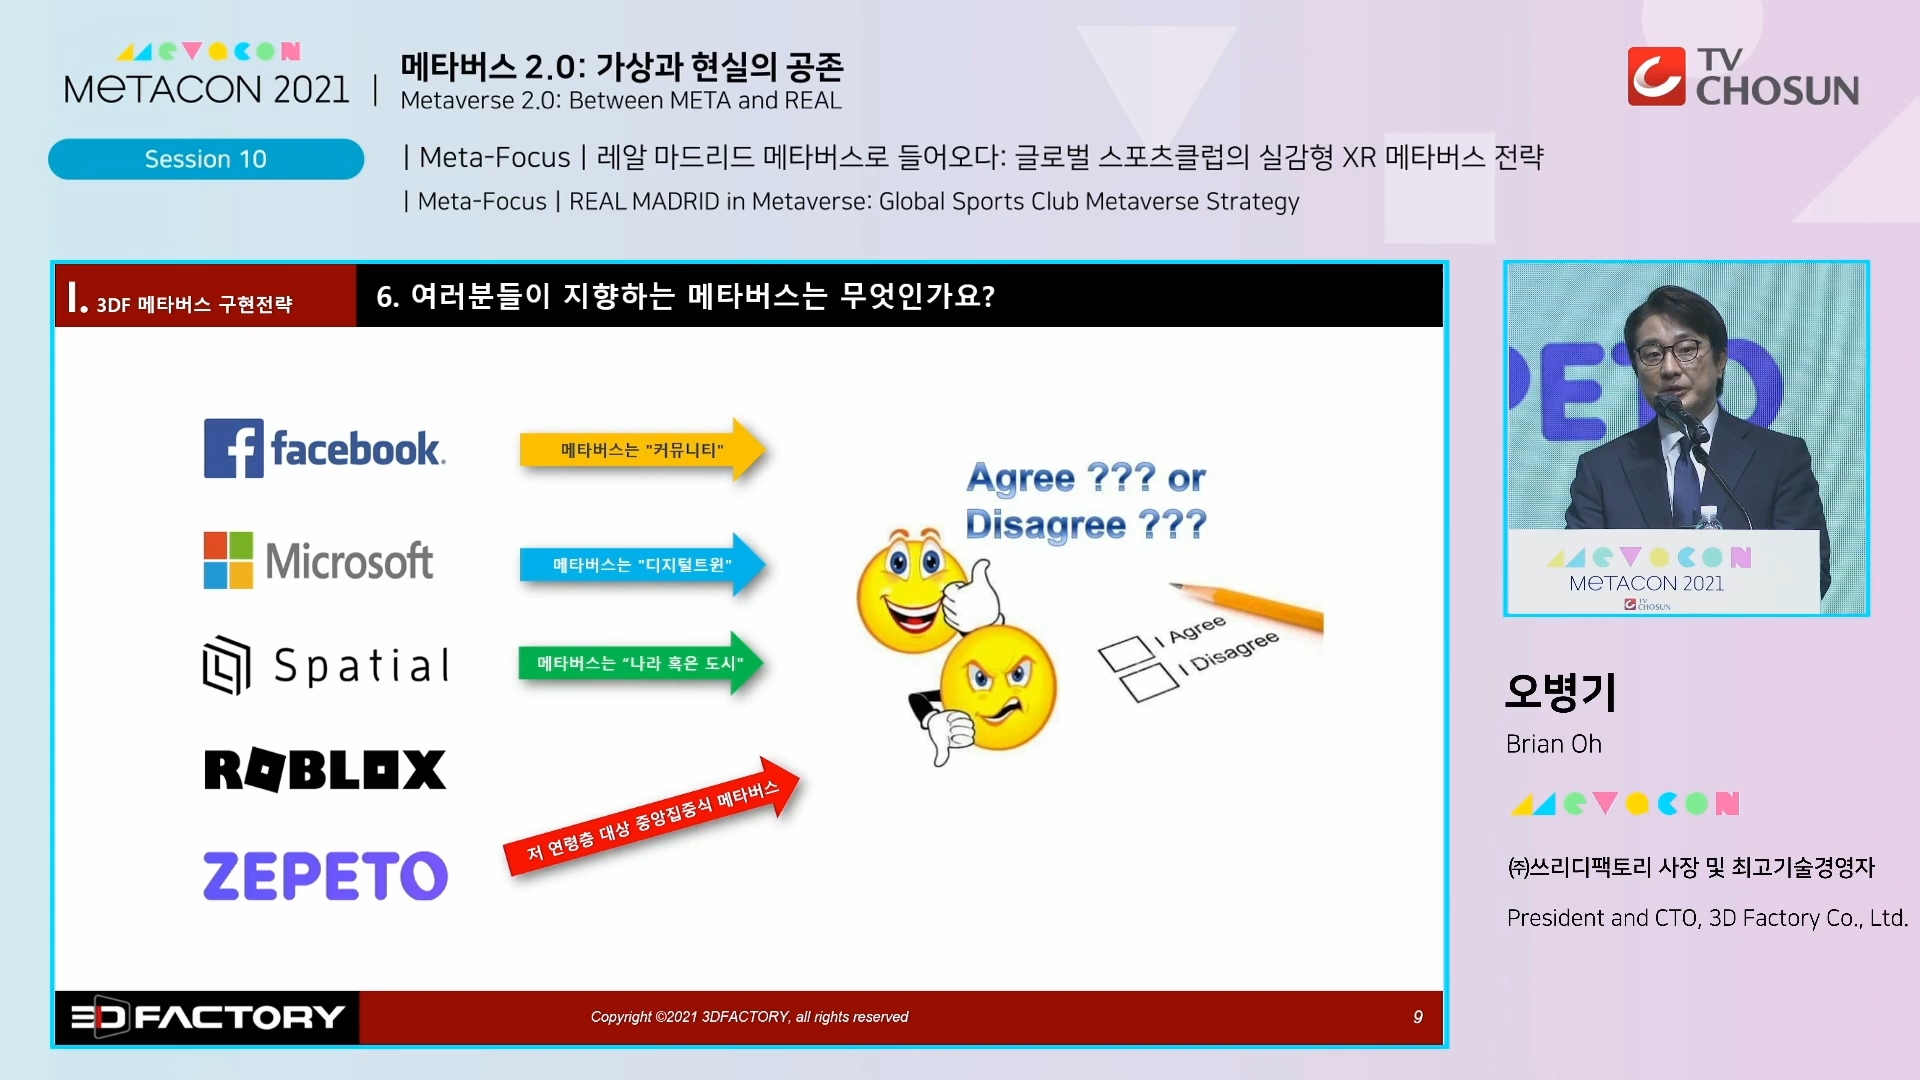 MEVACON
METACON 2021
메타버스 2.0: 가상과 현실의 공존
Metaverse 2.0: Between META and REAL
TV
CHOSUN
Session 10
| Meta-Focus | 레알 마드리드 메타버스로 들어오다: 글로벌 스포츠클럽의 실감형 XR 메타버스 전략
| Meta-Focus | REAL MADRID in Metaverse: Global Sports Club Metaverse Strategy
I. 3DF 메타버스 구현전략
6. 여러분들이 지향하는 메타버스는 무엇인가요?
facebook.
메타버스는 "커뮤니티"
Microsoft
메타버스는 "디지털트윈"
Spatial
메타버스는 “나라 혹은 도시"
ROBLOX
ZEPETO
저 연령층 대상 중앙집중식 메타버스
Agree ??? or
Disagree ???
I Agree
I Disagree
3DFACTORY
Copyright ©2021 3DFACTORY, all rights reserved
9
PETO
METACON 2021
TV
CHOSUN
오병기
Brian Oh
㈜쓰리디팩토리 사장 및 최고기술경영자
President and CTO, 3D Factory Co., Ltd.